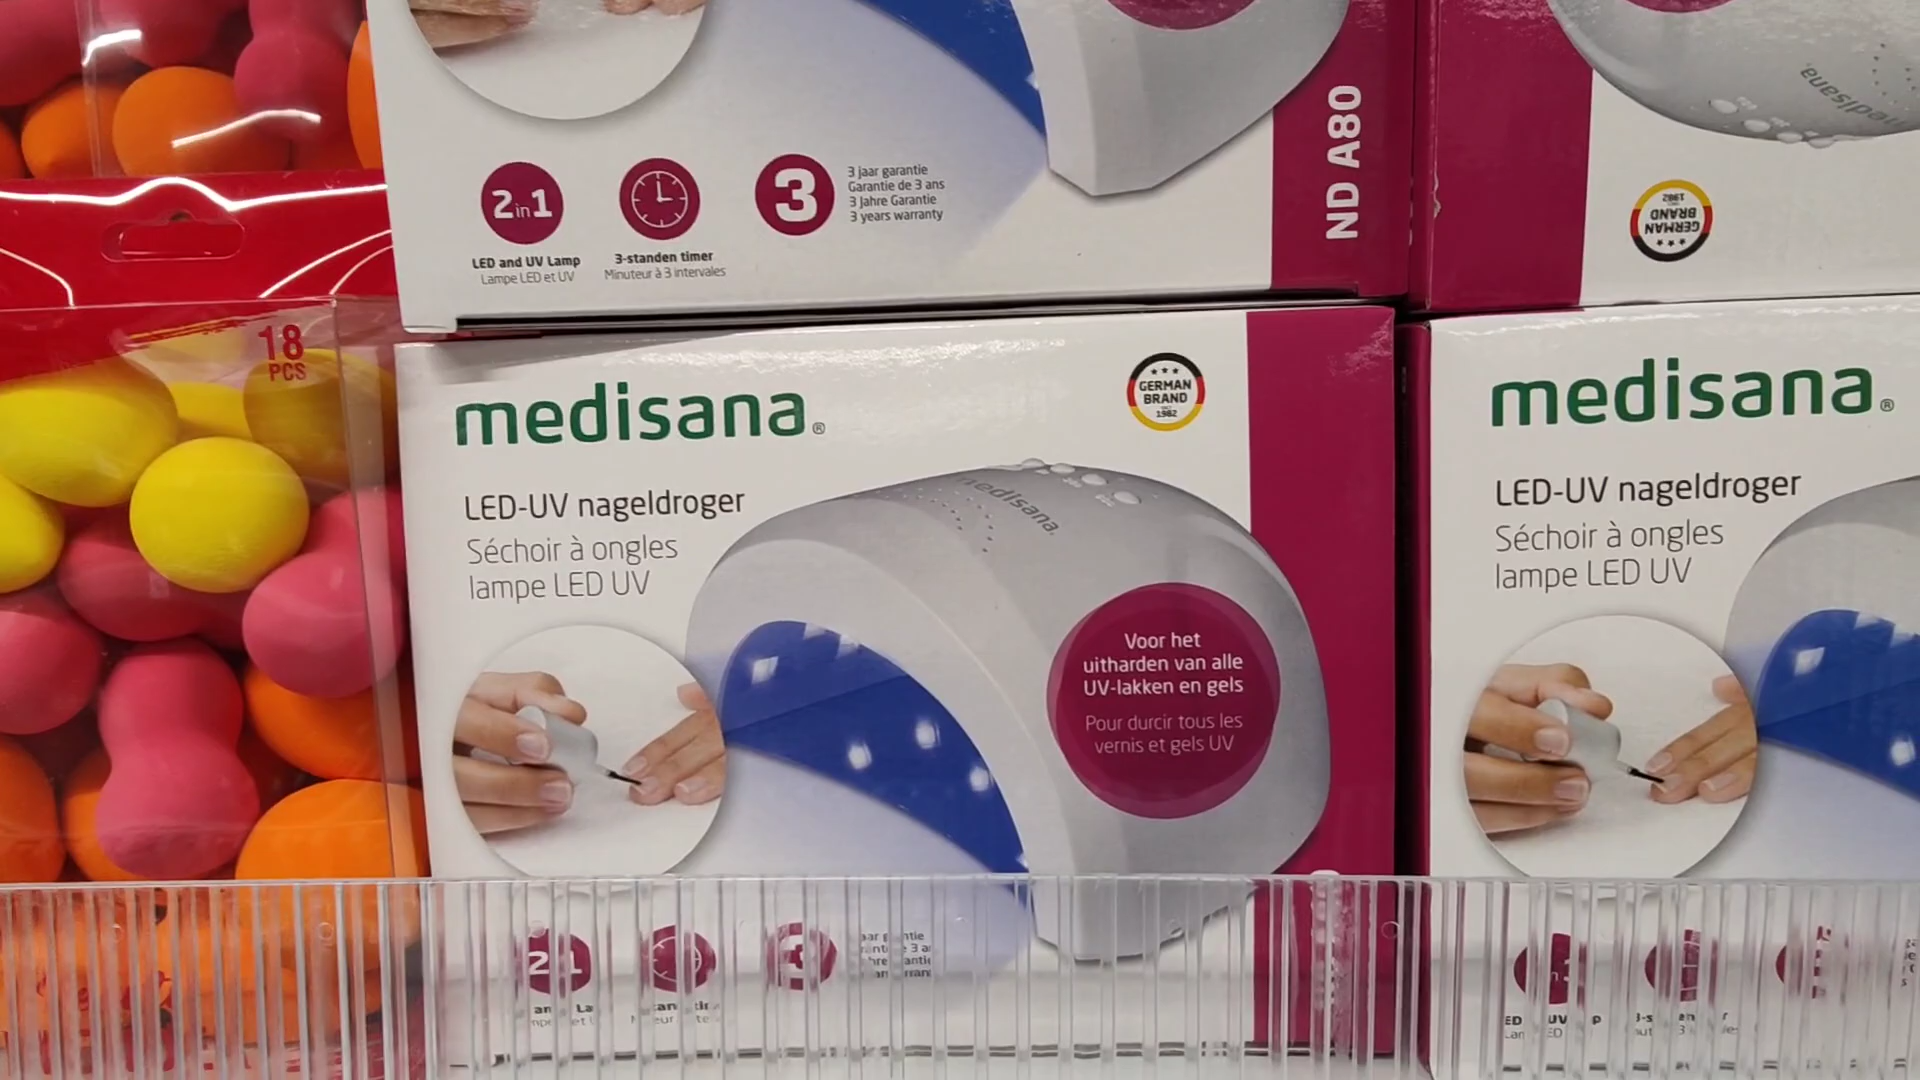 2in1
LED and UV Lamp
Lampe LED et UV
3-standen timer
Minuteur à 3 intervales
3
3 jaar garantie
Garantie de 3 ans
3 Jahre Garantie
3 years warranty
ND A80
medisana
GERMAN
BRAND
1982
18
PCS
medisana®
GERMAN
BRAND
1982
LED-UV nageldroger
Séchoir à ongles
lampe LED UV
medisana
Voor het
uitharden van alle
UV-lakken en gels
Pour durcir tous les
vernis et gels UV
medisana®
LED-UV nageldroger
Séchoir à ongles
lampe LED UV